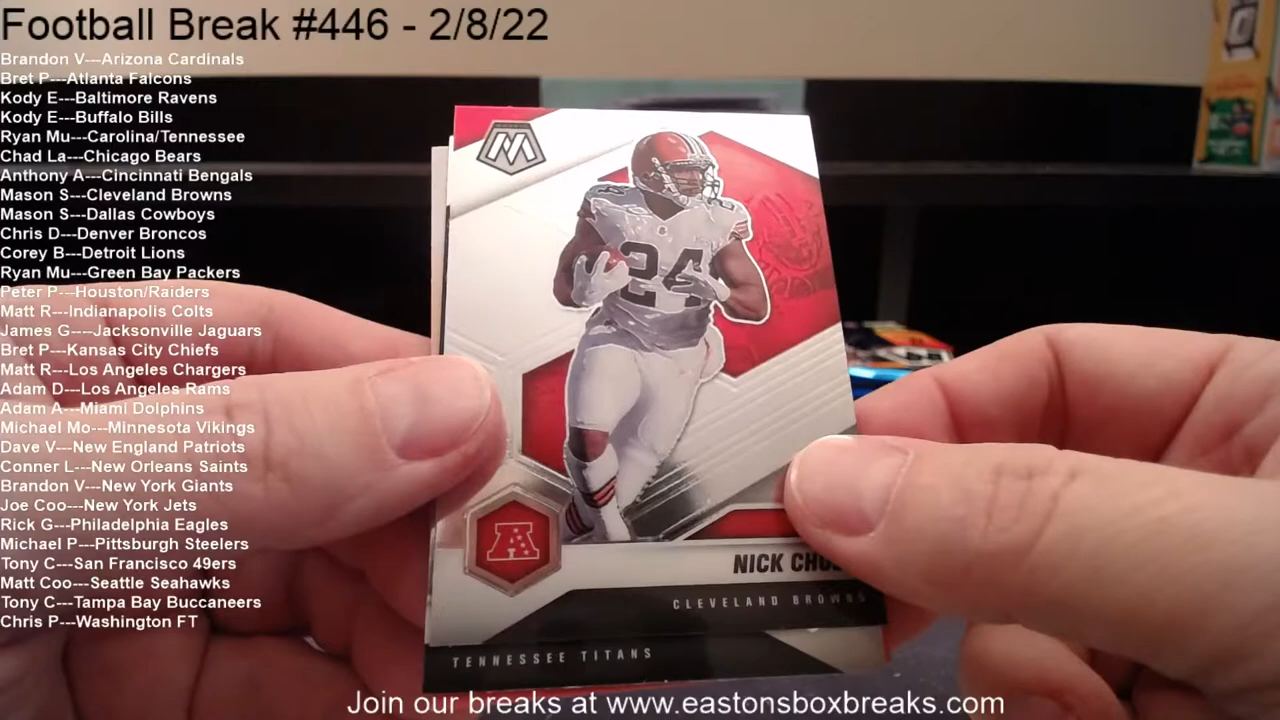 Football Break #446 - 2/8/22
Brandon V---Arizona Cardinals
Bret P---Atlanta Falcons
Kody E---Baltimore Ravens
Kody E---Buffalo Bills
Ryan Mu---Carolina/Tennessee
Chad La---Chicago Bears
Anthony A---Cincinnati Bengals
Mason S---Cleveland Browns
Mason S---Dallas Cowboys
Chris D---Denver Broncos
Corey B---Detroit Lions
Ryan Mu---Green Bay Packers
Peter P---Houston/Raiders
Matt R---Indianapolis Colts
James G----Jacksonville Jaguars
Bret P---Kansas City Chiefs
Matt R---Los Angeles Chargers
Adam D---Los Angeles Rams
Adam A---Miami Dolphins
Michael Mo---Minnesota Vikings
Dave V---New England Patriots
Conner L---New Orleans Saints
Brandon V---New York Giants
Joe Coo---New York Jets
Rick G---Philadelphia Eagles
Michael P---Pittsburgh Steelers
Tony C---San Francisco 49ers
Matt Coo---Seattle Seahawks
Tony C---Tampa Bay Buccaneers
Chris P---Washington FT
M
24
A
NICK
CLEVELAND BROWNS
TENNESSEE TITANS
Join our breaks at www.eastonsboxbreaks.com